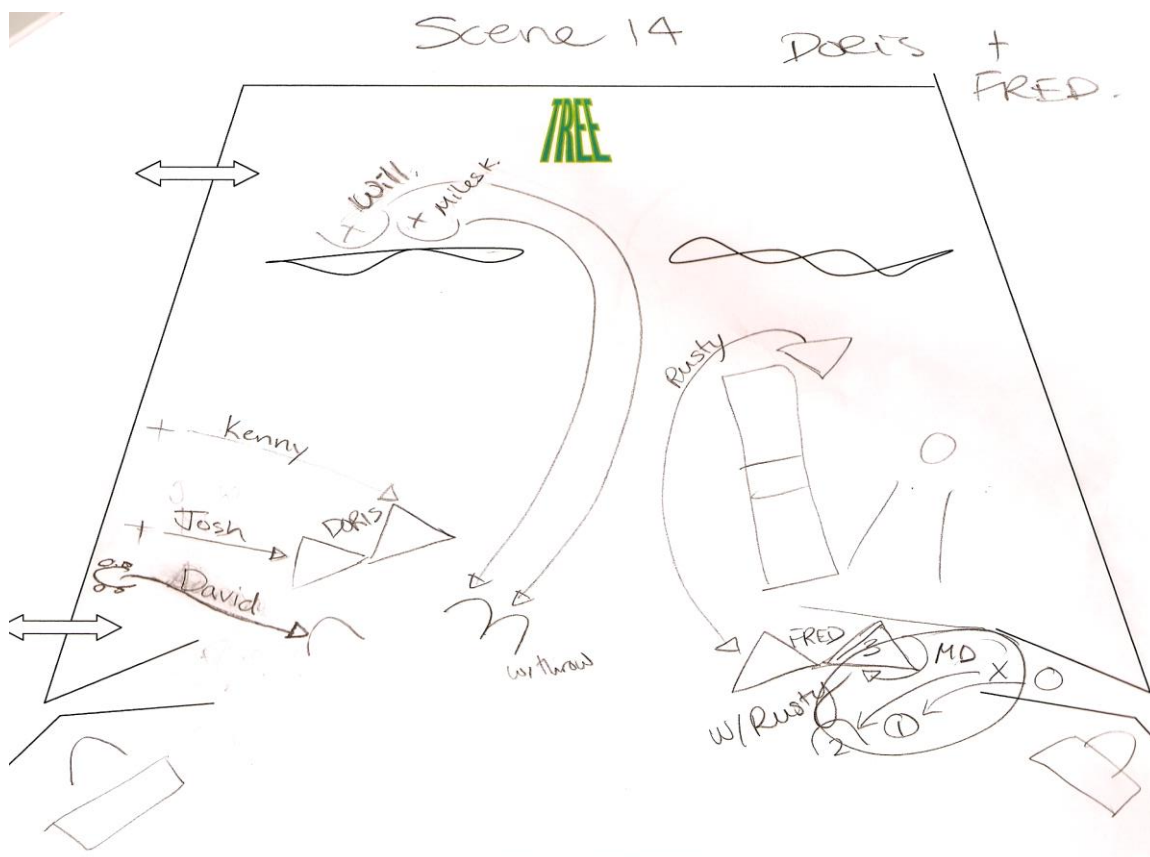 Scene 14
DORIS +
FRED.
TREE
Will.
Miles K.
Rusty
Kenny
Josh
DORIS
David
w/ throw
FRED
3
MD
X
W/Rusty
1
2